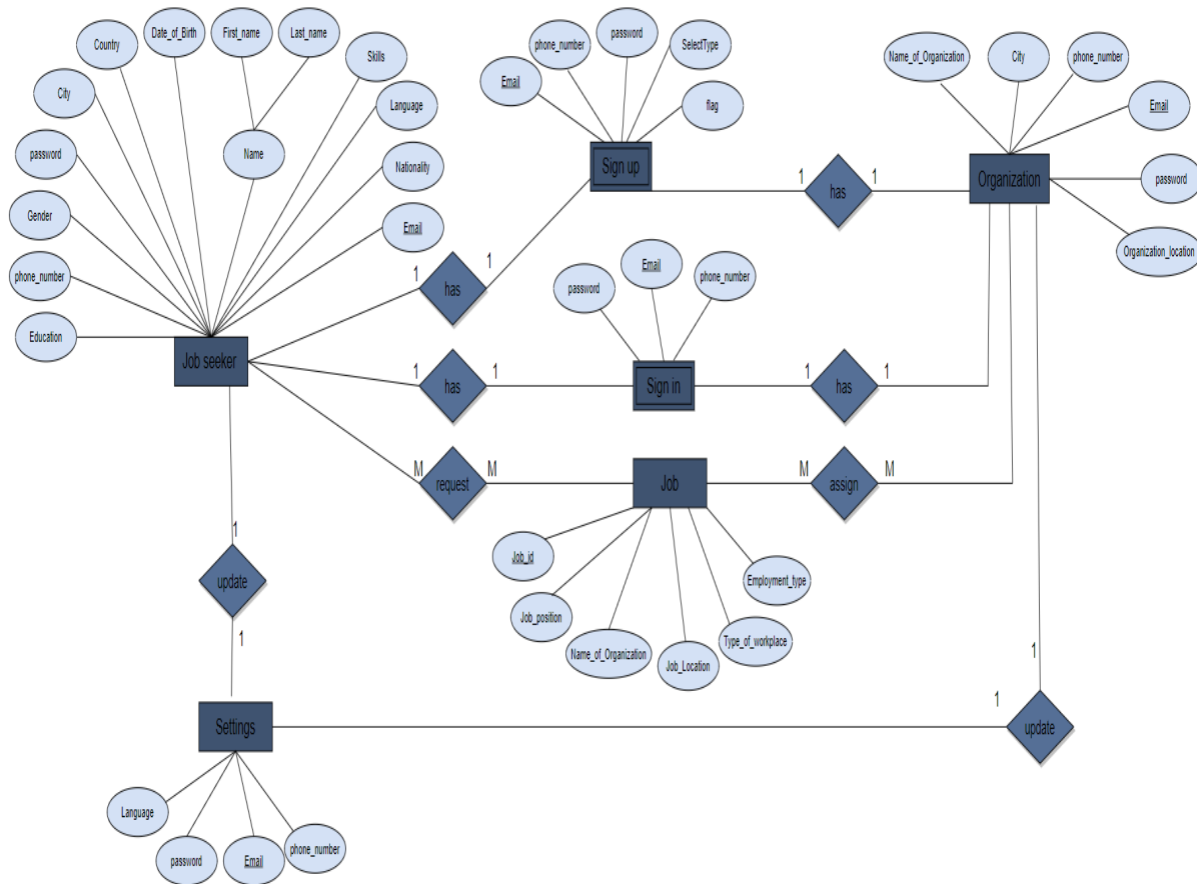 Date_of_Birth
First_name
Last_name
Country
Skills
City
Language
password
Name
Nationality
Gender
Email
phone_number
Education
Job seeker
phone_number
password
SelectType
Email
flag
Sign up
Name_of_Organization
City
phone_number
Email
password
Organization_location
Organization
1
has
1
1
has
1
password
Email
phone_number
Sign in
1
has
1
1
has
1
M
request
M
Job
M
assign
M
Job_id
Job_position
Name_of_Organization
Job_Location
Type_of_workplace
Employment_type
1
update
1
Settings
1
update
1
Language
password
Email
phone_number